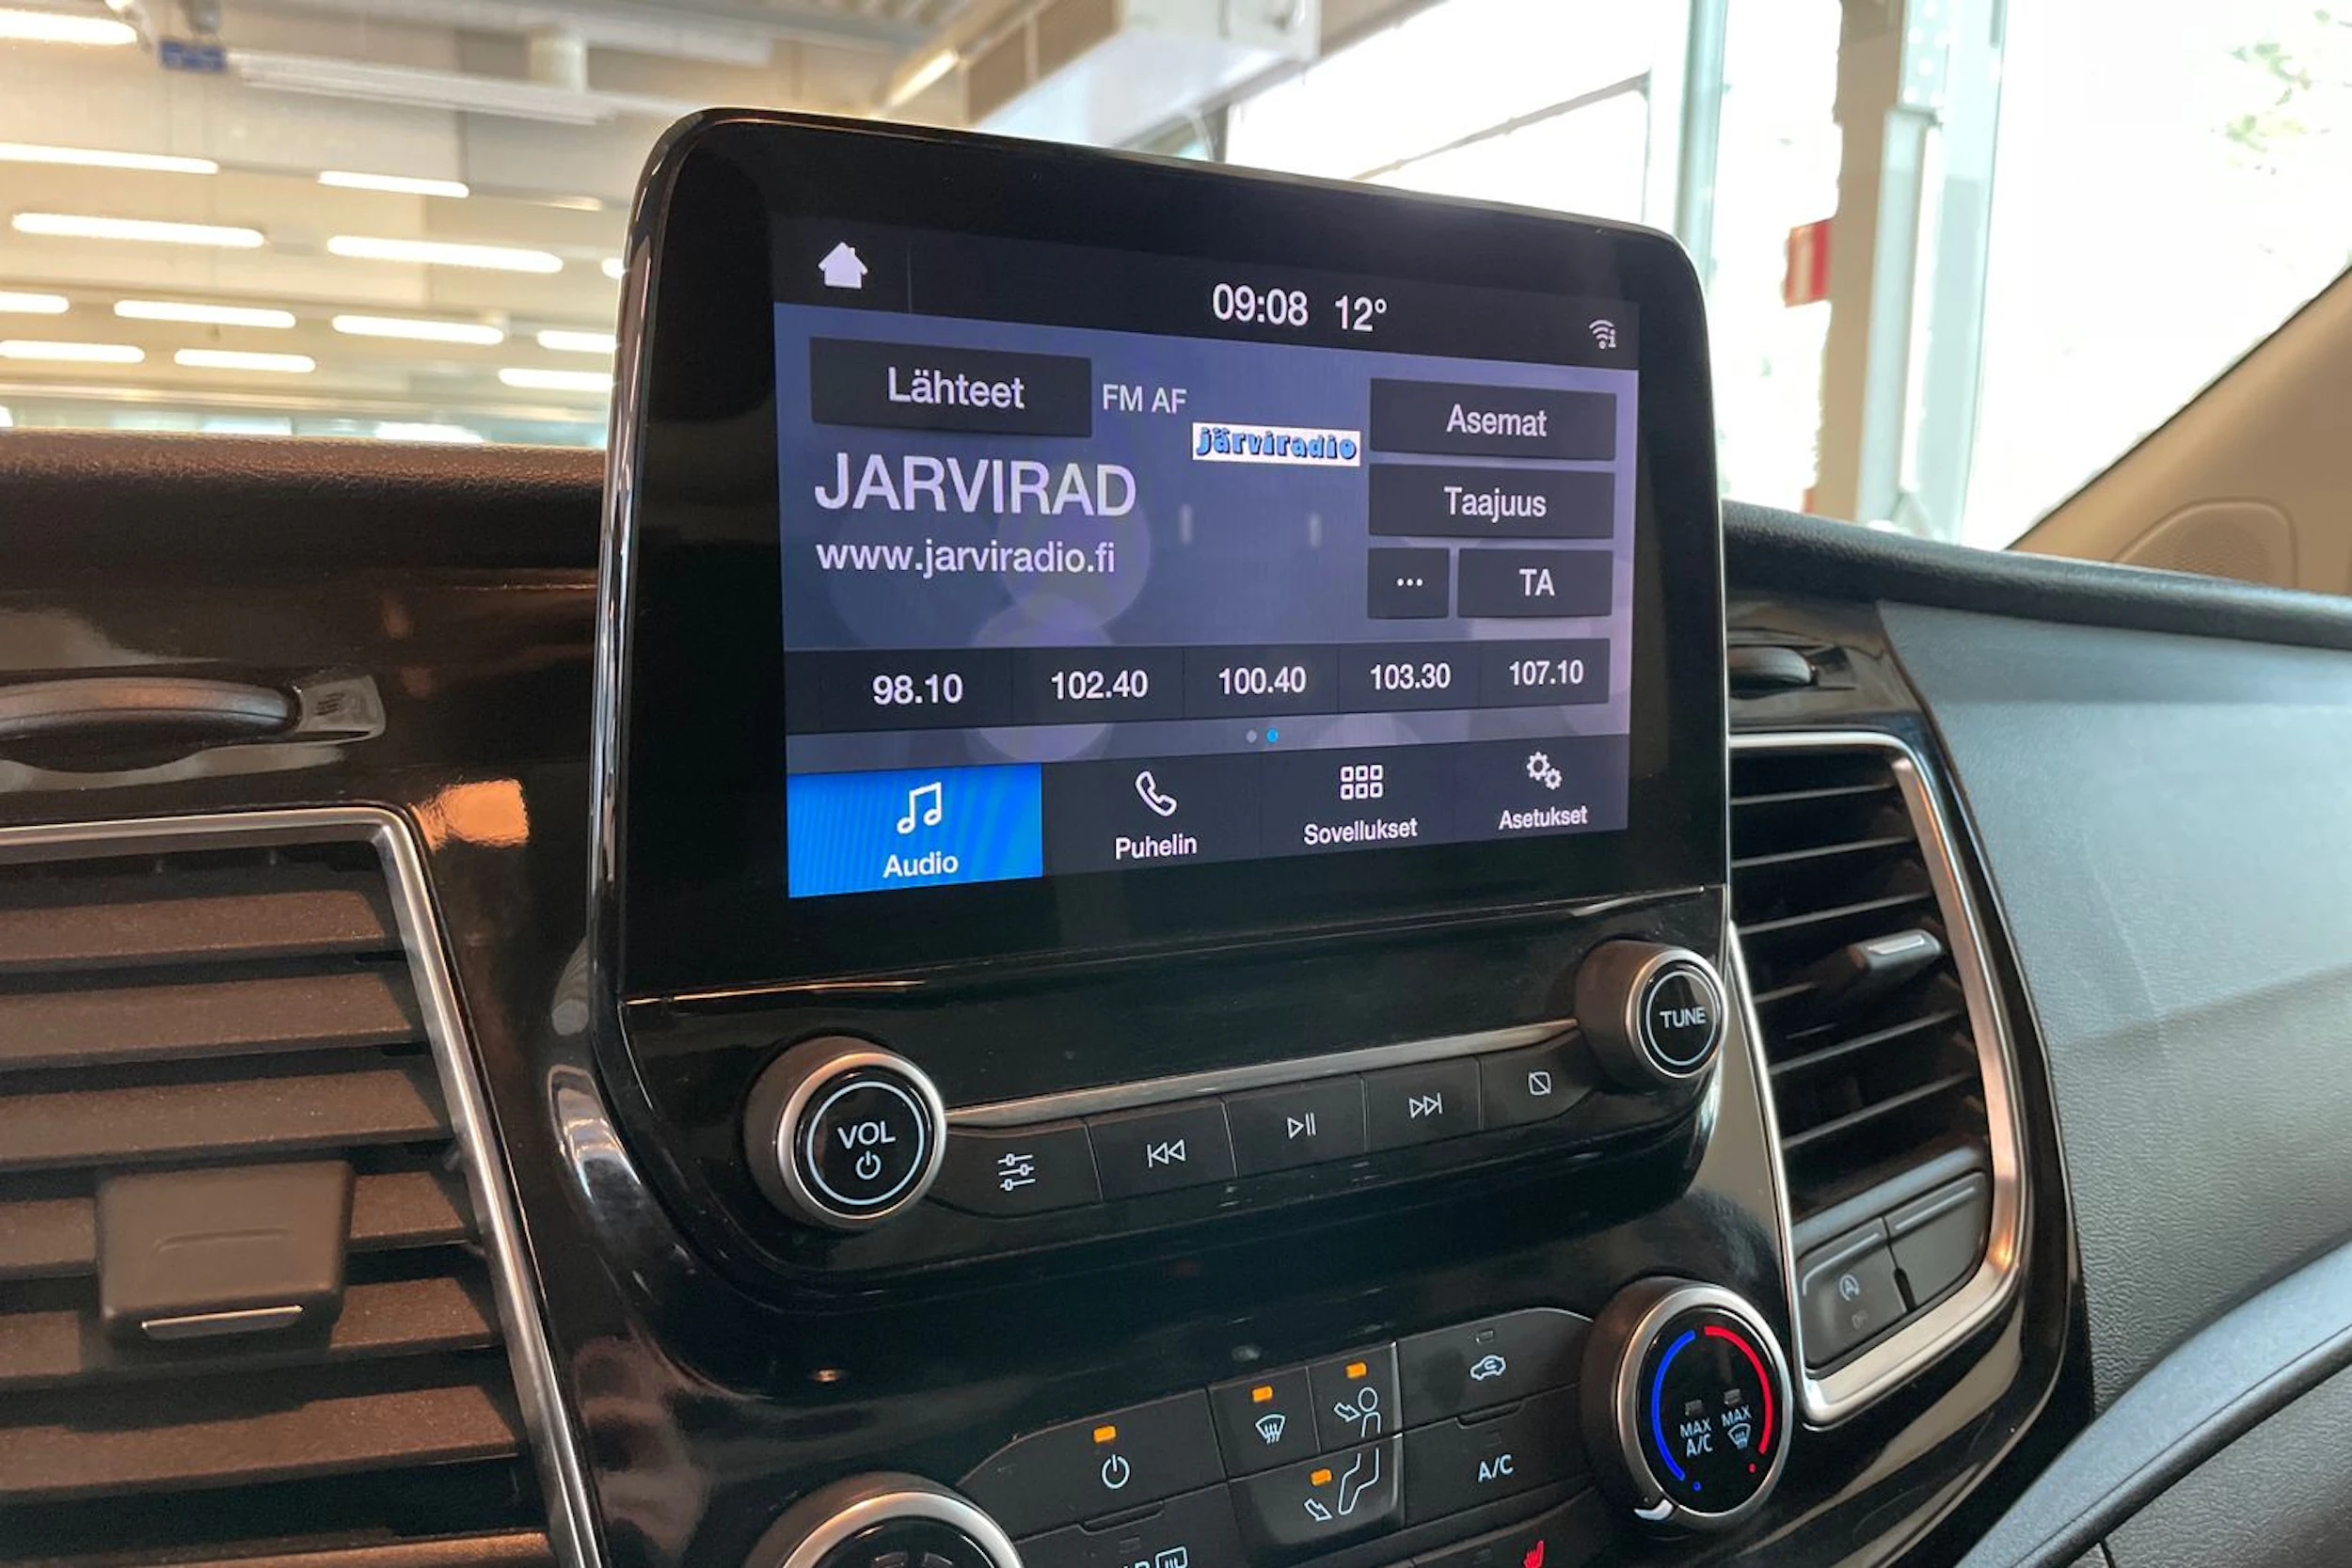 09:08 12°
Lähteet
FM AF
järviradio
Asemat
JARVIRAD
Taajuus
www.jarviradio.fi
...
TA
98.10 102.40 100.40 103.30 107.10
Audio
Puhelin
Sovellukset
Asetukset
TUNE
VOL
MAX A/C
MAX
A/C